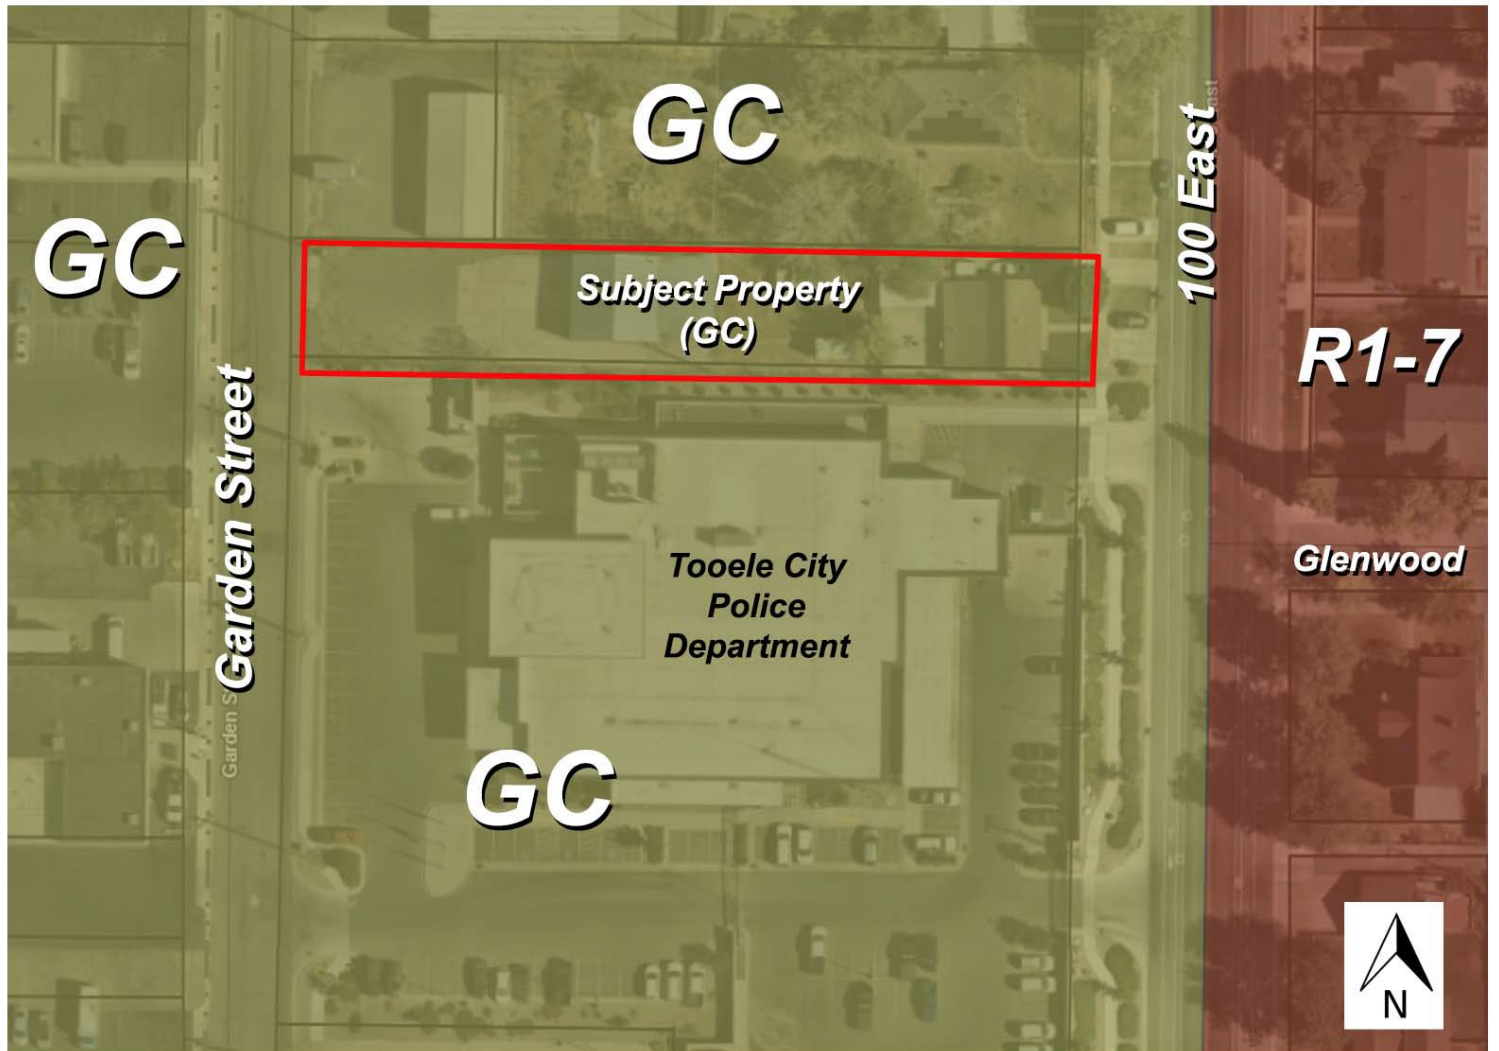 GC
GC
100 East
Subject Property
(GC)
R1-7
Garden Street
Glenwood
Tooele City
Police
Department
GC
N